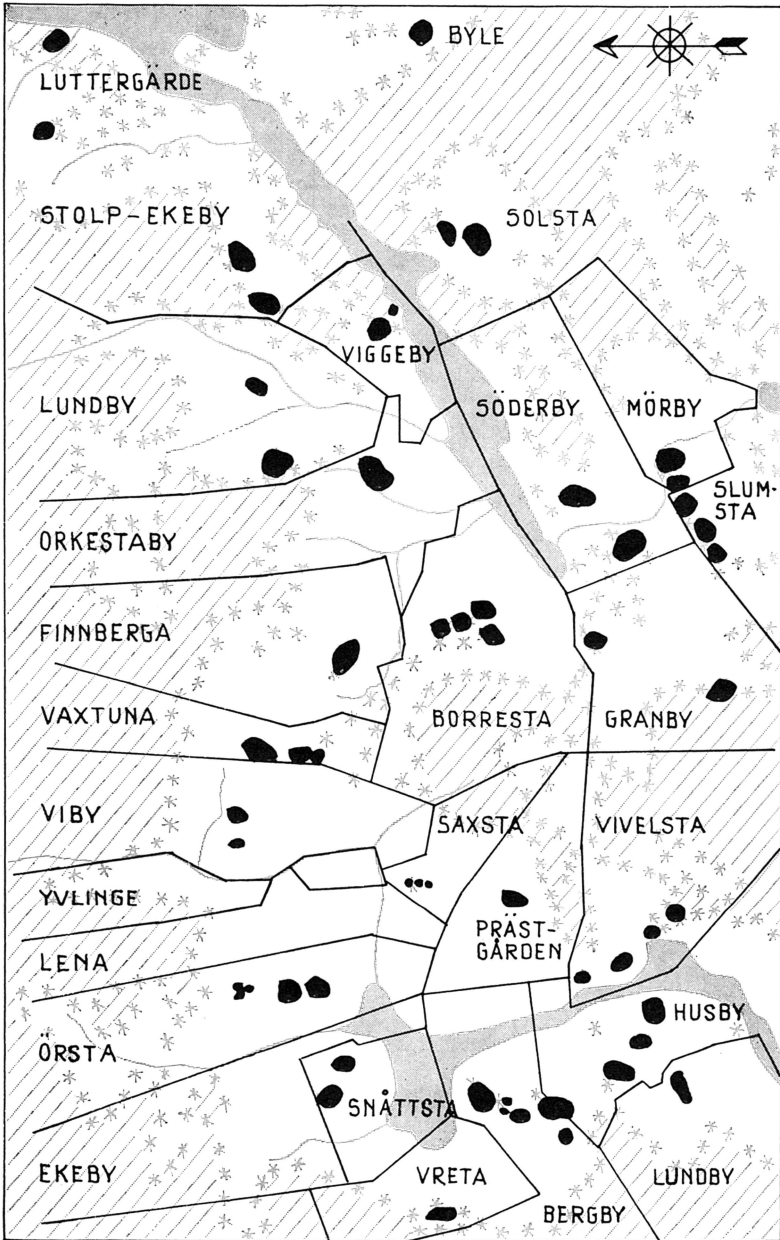 BYLE
LUTTERGÄRDE
STOLP-EKEBY
SOLSTA
VIGGEBY
LUNDBY
SÖDERBY
MÖRBY
SLUM-
STA
ORKESTABY
FINNBERGA
VAXTUNA
BORRESTA
GRANBY
VIBY
SAXSTA
VIVELSTA
YVLINGE
PRÄST-
GÅRDEN
LENA
HUSBY
ÖRSTA
SNÅTTSTA
EKEBY
VRETA
LUNDBY
BERGBY